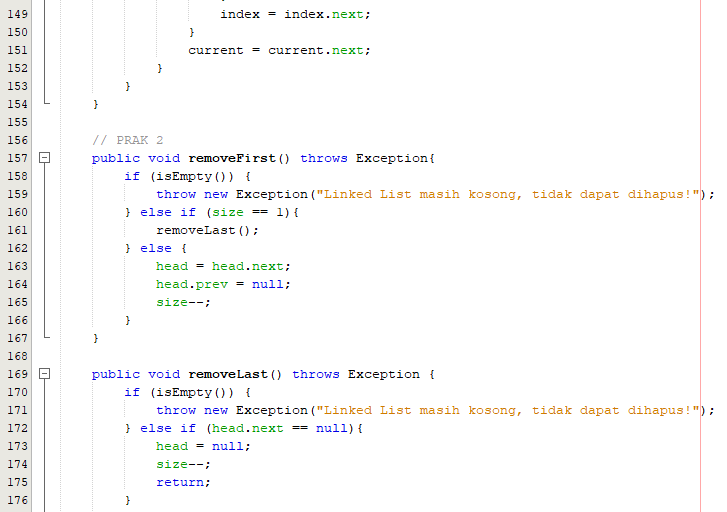 149 index = index.next;
150 }
151 current = current.next;
152 }
153 }
154 }
155
156 // PRAK 2
157 public void removeFirst() throws Exception{
158 if (isEmpty()) {
159 throw new Exception("Linked List masih kosong, tidak dapat dihapus!");
160 } else if (size == 1){
161 removeLast();
162 } else {
163 head = head.next;
164 head.prev = null;
165 size--;
166 }
167 }
168
169 public void removeLast() throws Exception {
170 if (isEmpty()) {
171 throw new Exception("Linked List masih kosong, tidak dapat dihapus!");
172 } else if (head.next == null){
173 head = null;
174 size--;
175 return;
176 }